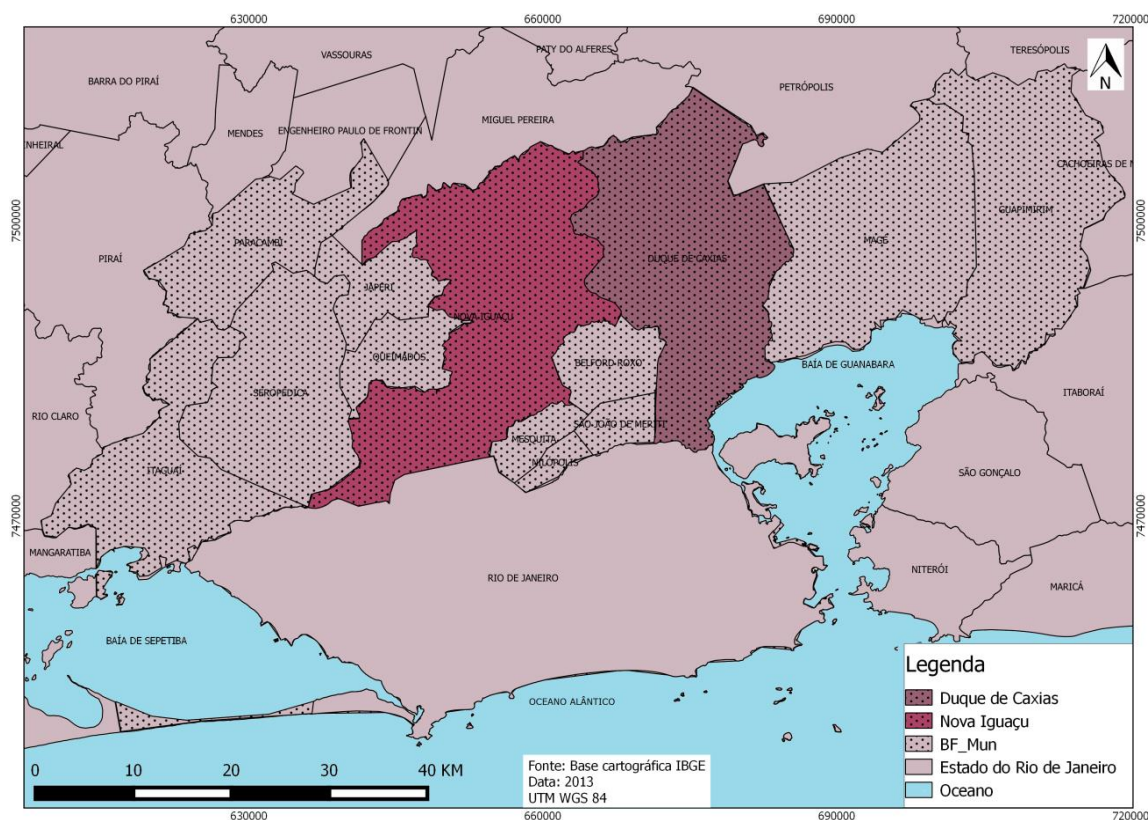 630000
660000
690000
720000
VASSOURAS
PATY DO ALFERES
TERESÓPOLIS
BARRA DO PIRAÍ
PETRÓPOLIS
N
MENDES
ENGENHEIRO PAULO DE FRONTIN
MIGUEL PEREIRA
NHEIRAL
CACHOEIRAS DE M
7500000
7500000
GUAPIMIRIM
PARACAMBI
MAGÉ
PIRAÍ
DUQUE DE CAXIAS
JAPERI
NOVA IGUAÇU
QUEIMADOS
BELFORD ROXO
BAÍA DE GUANABARA
SEROPÉDICA
ITABORAÍ
RIO CLARO
SÃO JOÃO DE MERITI
MESQUITA
NILÓPOLIS
ITAGUAÍ
SÃO GONÇALO
7470000
7470000
MANGARATIBA
RIO DE JANEIRO
NITERÓI
MARICÁ
BAÍA DE SEPETIBA
OCEANO ALÂNTICO
Legenda
Duque de Caxias
Nova Iguaçu
BF_Mun
Estado do Rio de Janeiro
Oceano
0 10 20 30 40 KM
Fonte: Base cartográfica IBGE
Data: 2013
UTM WGS 84
630000
660000
690000
720000